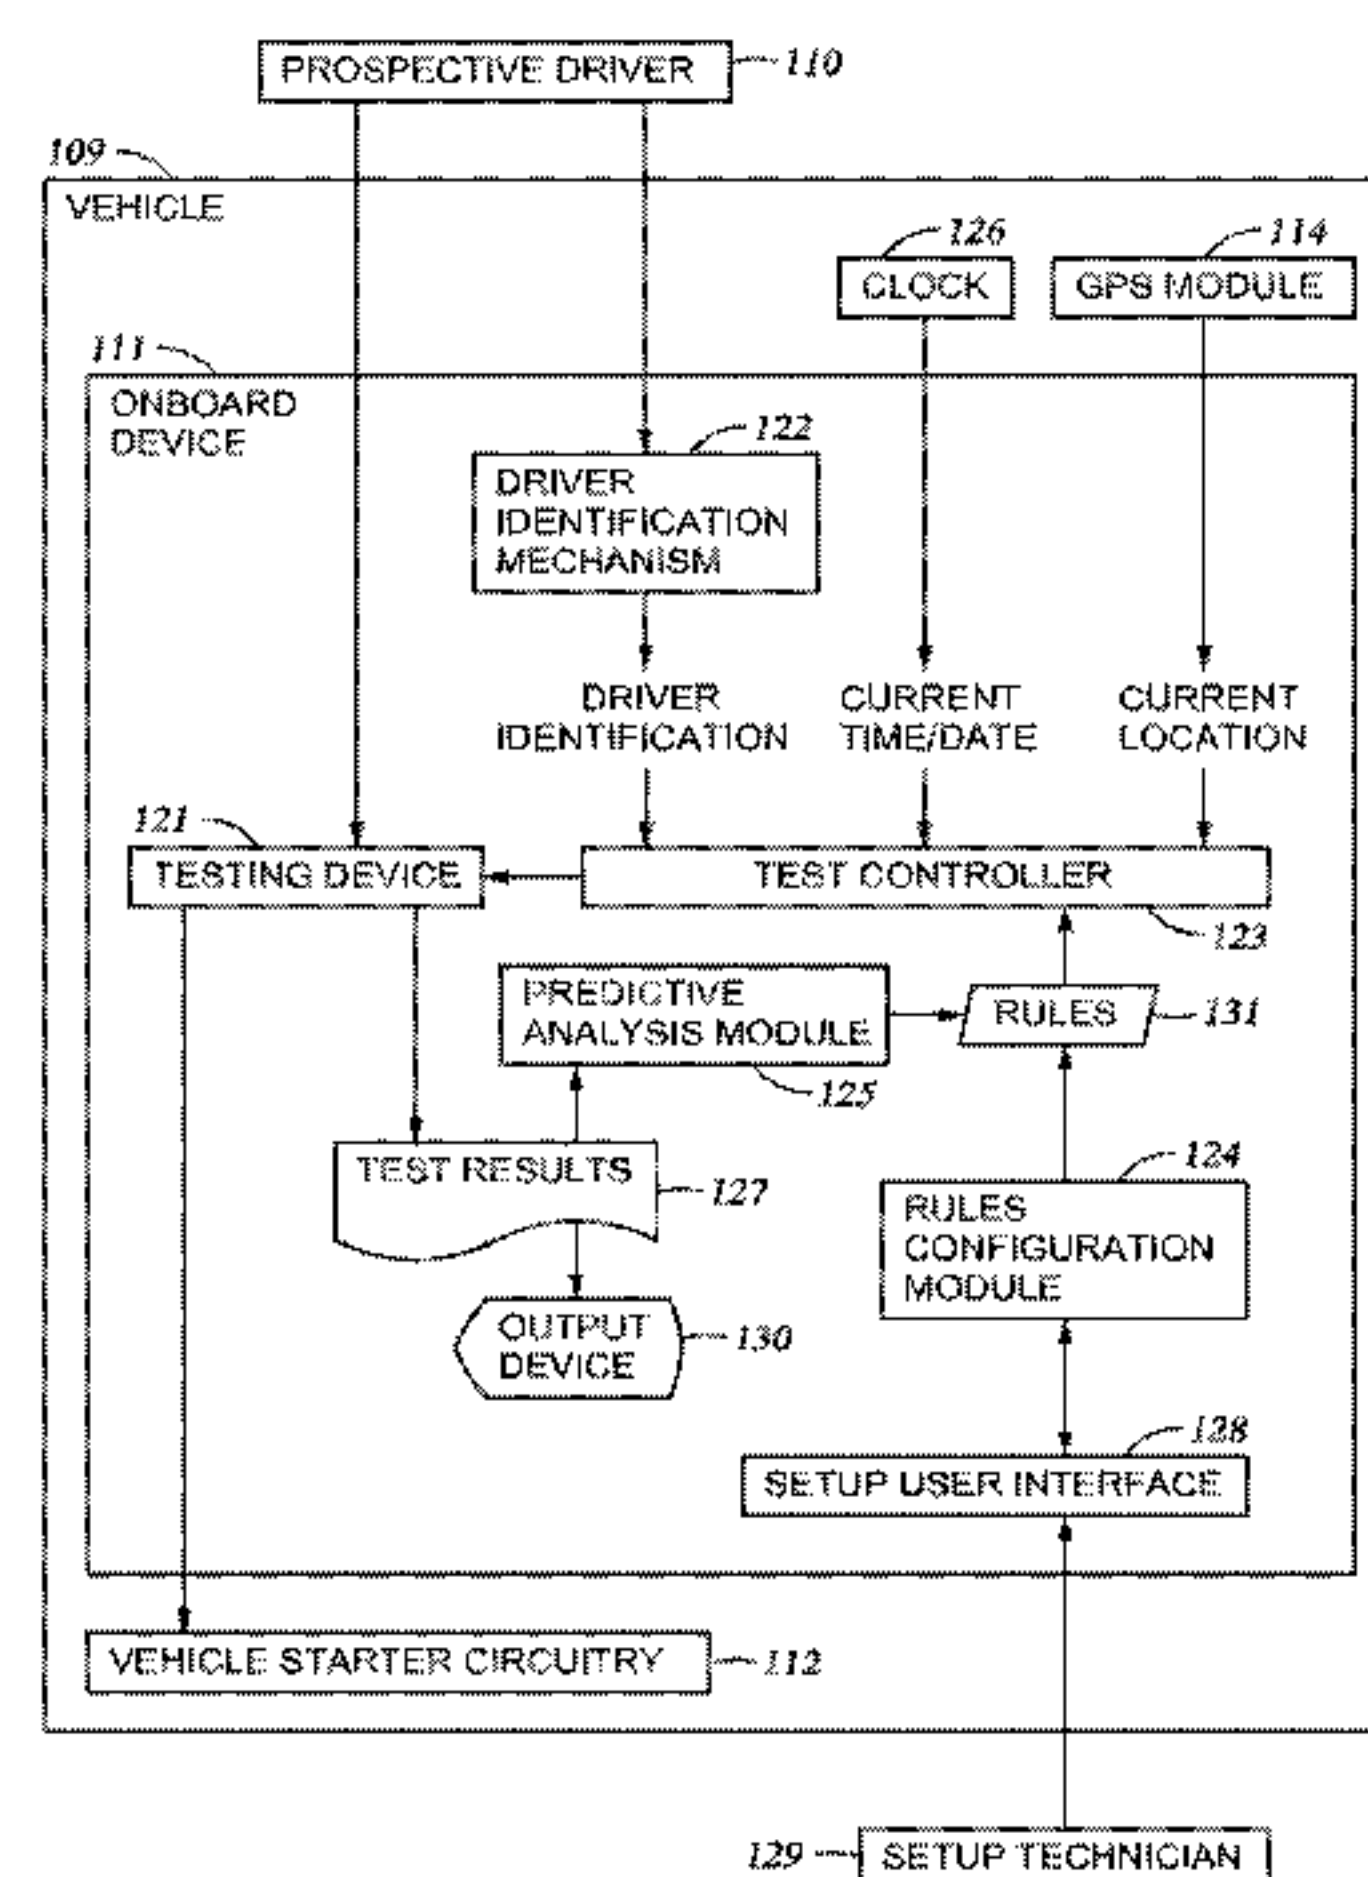 PROSPECTIVE DRIVER
110
109
VEHICLE
126
114
CLOCK
GPS MODULE
111
ONBOARD
DEVICE
122
DRIVER
IDENTIFICATION
MECHANISM
DRIVER
IDENTIFICATION
CURRENT
TIME/DATE
CURRENT
LOCATION
121
TESTING DEVICE
TEST CONTROLLER
123
PREDICTIVE
ANALYSIS MODULE
125
RULES
131
TEST RESULTS
127
124
RULES
CONFIGURATION
MODULE
OUTPUT
DEVICE
130
128
SETUP USER INTERFACE
VEHICLE STARTER CIRCUITRY
112
129
SETUP TECHNICIAN